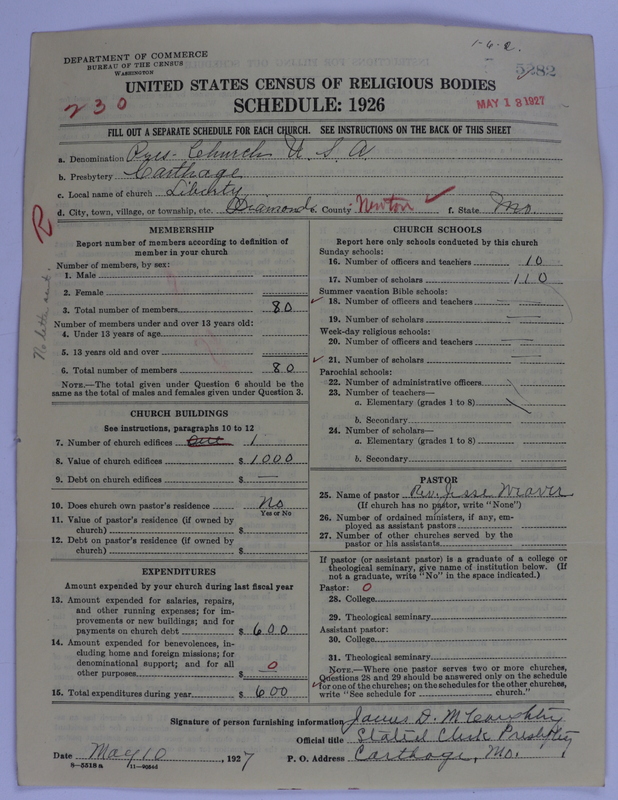 1-6-2.
DEPARTMENT OF COMMERCE
BUREAU OF THE CENSUS
WASHINGTON
5282
UNITED STATES CENSUS OF RELIGIOUS BODIES
230
SCHEDULE: 1926
MAY 18 1927
FILL OUT A SEPARATE SCHEDULE FOR EACH CHURCH. SEE INSTRUCTIONS ON THE BACK OF THIS SHEET
a. Denomination Pres- Church U.S.A
b. Presbytery Carthage
c. Local name of church Liberty
d. City, town, village, or township, etc. Diamond e. County Newton f. State Mo.
R
MEMBERSHIP
Report number of members according to definition of
member in your church
Number of members, by sex:
1. Male
2. Female
3. Total number of members 80
Number of members under and over 13 years old:
4. Under 13 years of age
5. 13 years old and over
6. Total number of members 80
NOTE.—The total given under Question 6 should be
same as the total of males and females given under Question 3.
CHURCH BUILDINGS
See instructions, paragraphs 10 to 12
7. Number of church edifices One 1
8. Value of church edifices $ 1000
9. Debt on church edifices $ —
10. Does church own pastor's residence No
Yes or No
11. Value of pastor's residence (if owned by
church) $
12. Debt on pastor's residence (if owned by
church) $
EXPENDITURES
Amount expended by your church during last fiscal year
13. Amount expended for salaries, repairs,
and other running expenses; for im-
provements or new buildings; and for
payments on church debt $ 600
14. Amount expended for benevolences, in-
cluding home and foreign missions; for
denominational support; and for all
other purposes $ 0
15. Total expenditures during year $ 600
CHURCH SCHOOLS
Report here only schools conducted by this church
Sunday schools:
16. Number of officers and teachers 10
17. Number of scholars 110
Summer vacation Bible schools:
18. Number of officers and teachers —
19. Number of scholars —
Week-day religious schools:
20. Number of officers and teachers —
21. Number of scholars —
Parochial schools:
22. Number of administrative officers
23. Number of teachers—
a. Elementary (grades 1 to 8)
b. Secondary
24. Number of scholars—
a. Elementary (grades 1 to 8)
b. Secondary
PASTOR
25. Name of pastor Rev. Jesse Weaver
(If church has no pastor, write "None")
26. Number of ordained ministers, if any, em-
ployed as assistant pastors
27. Number of other churches served by the
pastor or his assistants
If pastor (or assistant pastor) is a graduate of a college or
theological seminary, give name of institution below. (If
not a graduate, write "No" in the space indicated.)
Pastor: 0
28. College
29. Theological seminary
Assistant pastor:
30. College
31. Theological seminary
NOTE.—Where one pastor serves two or more churches,
Questions 28 and 29 should be answered only on the schedule
for one of the churches; on the schedules for the other churches,
write "See schedule for church."
Signature of person furnishing information James D. McCaughtry
Official title Stated Clerk Presbytery
Date May 10, 1927 P. O. Address Carthage, Mo.
8—5518a